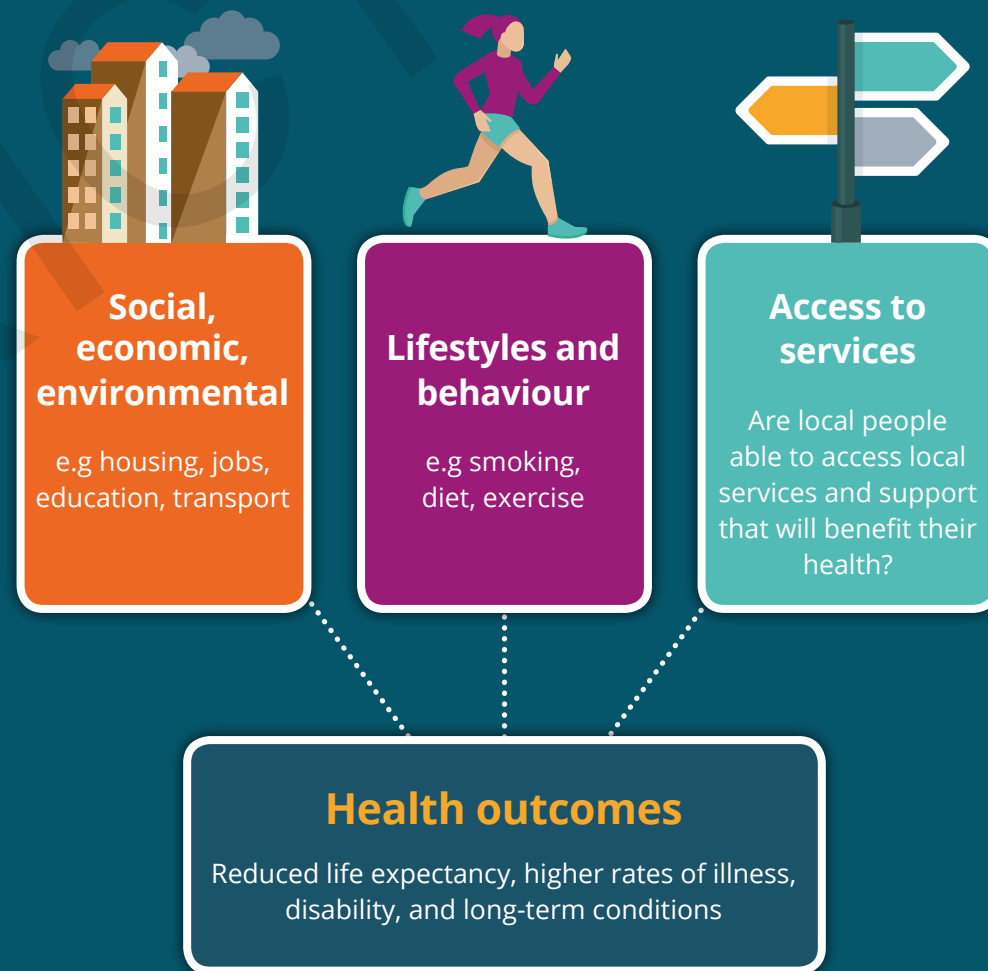 Social,
economic,
environmental
e.g housing, jobs,
education, transport
Lifestyles and
behaviour
e.g smoking,
diet, exercise
Access to
services
Are local people
able to access local
services and support
that will benefit their
health?
Health outcomes
Reduced life expectancy, higher rates of illness,
disability, and long-term conditions